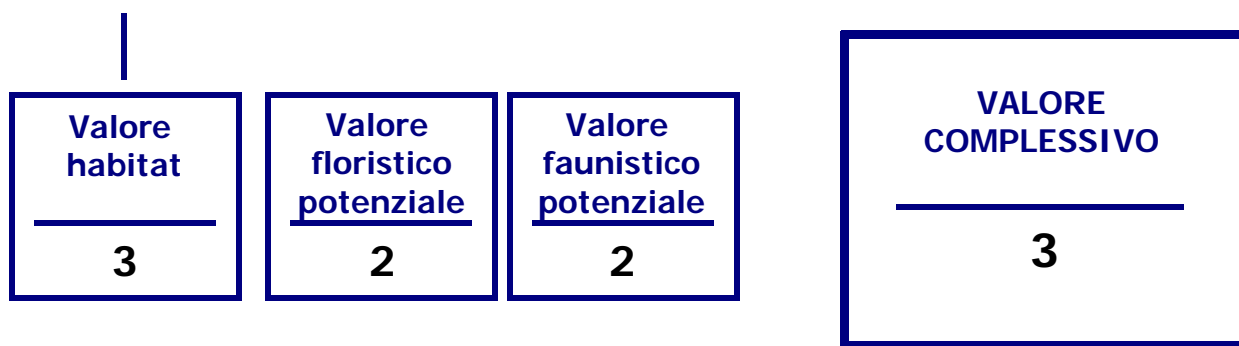 Valore
habitat
3
Valore
floristico
potenziale
2
Valore
faunistico
potenziale
2
VALORE
COMPLESSIVO
3